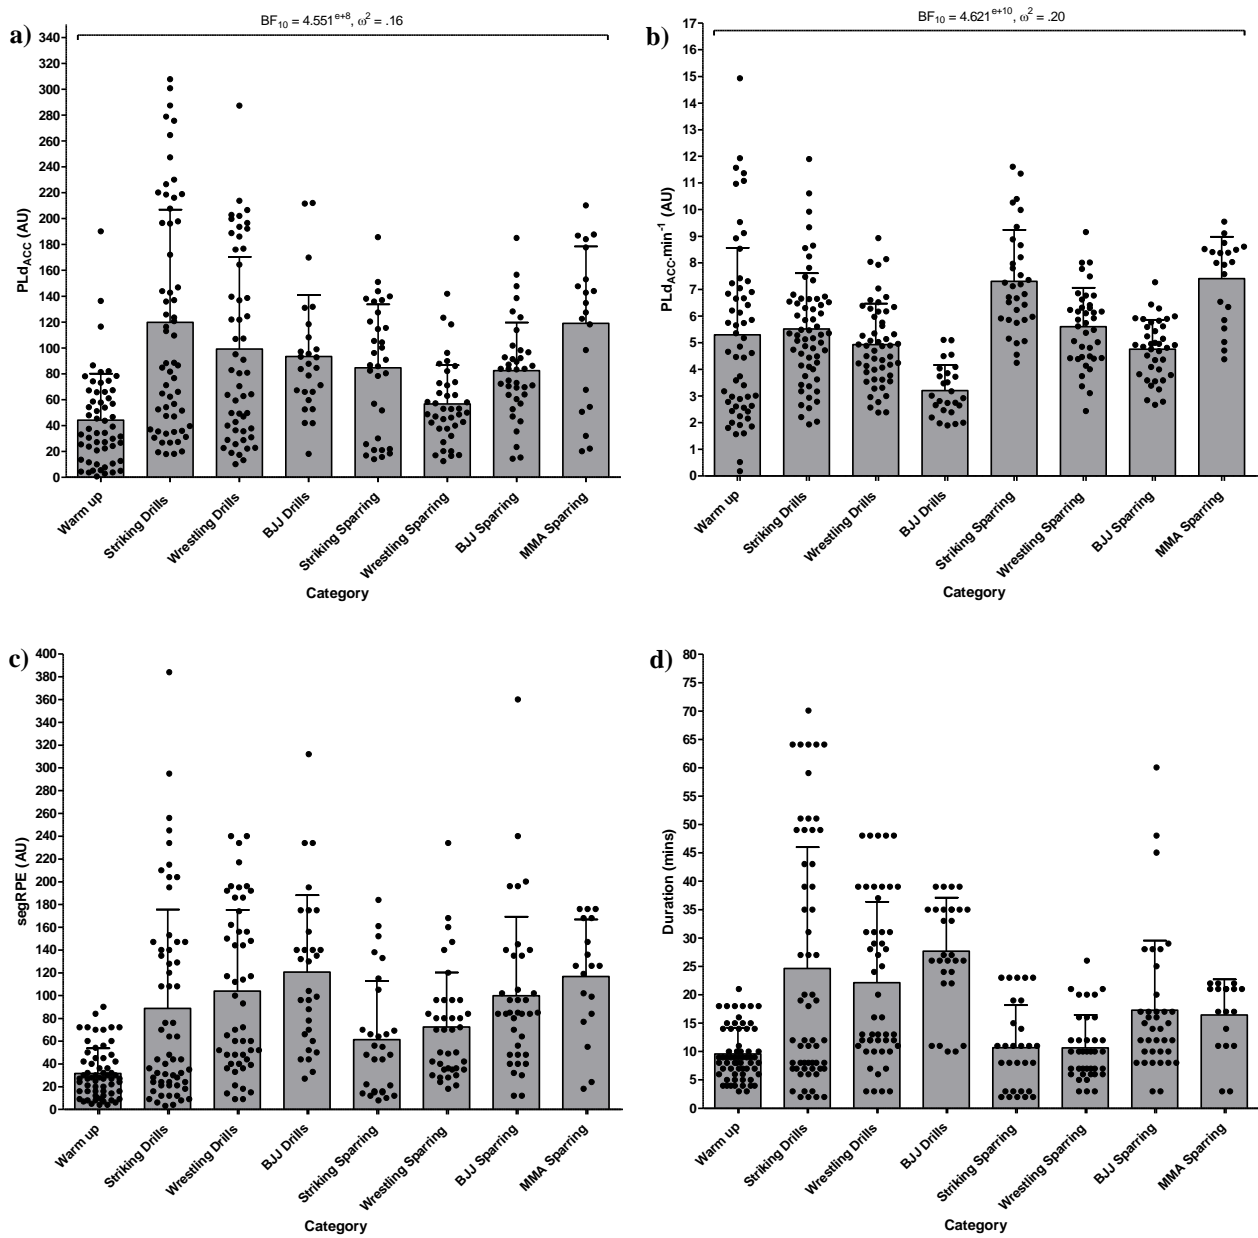 BF10 = 4.551e+8, ω2 = .16
a)
340
320
300
280
260
240
220
200
180
160
140
120
100
80
60
40
20
0
PLdACC (AU)
Warm up
Striking Drills
Wrestling Drills
BJJ Drills
Striking Sparring
Wrestling Sparring
BJJ Sparring
MMA Sparring
Category
BF10 = 4.621e+10, ω2 = .20
b)
17
16
15
14
13
12
11
10
9
8
7
6
5
4
3
2
1
0
PLdACC·min-1 (AU)
Warm up
Striking Drills
Wrestling Drills
BJJ Drills
Striking Sparring
Wrestling Sparring
BJJ Sparring
MMA Sparring
Category
c)
400
380
360
340
320
300
280
260
240
220
200
180
160
140
120
100
80
60
40
20
0
segRPE (AU)
Warm up
Striking Drills
Wrestling Drills
BJJ Drills
Striking Sparring
Wrestling Sparring
BJJ Sparring
MMA Sparring
Category
d)
80
75
70
65
60
55
50
45
40
35
30
25
20
15
10
5
0
Duration (mins)
Warm up
Striking Drills
Wrestling Drills
BJJ Drills
Striking Sparring
Wrestling Sparring
BJJ Sparring
MMA Sparring
Category